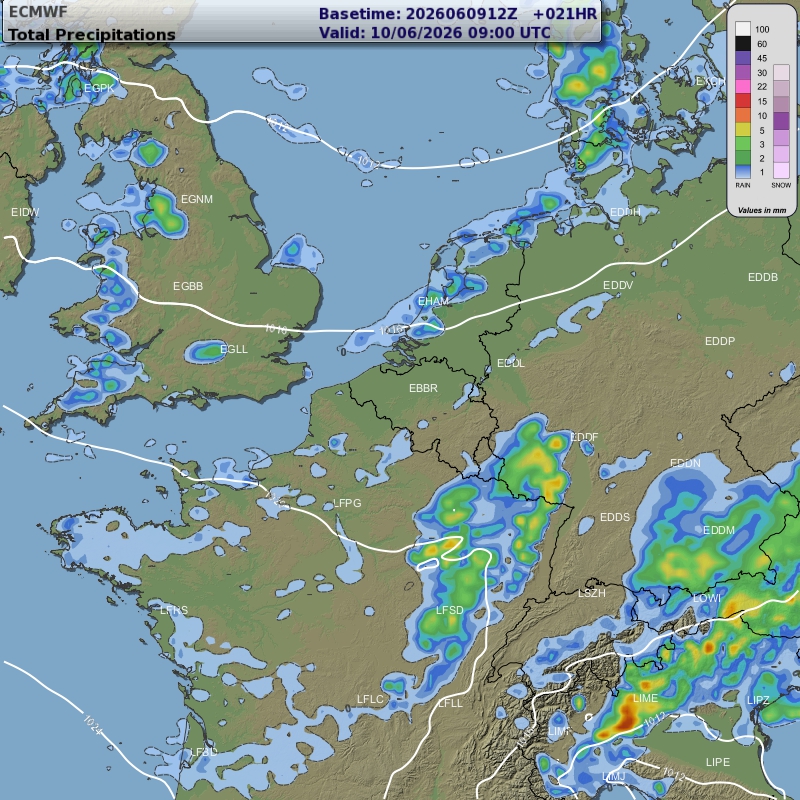 ECMWF
Basetime: 2026060912Z +021HR
Total Precipitations
Valid: 10/06/2026 09:00 UTC
100
60
45
30
22
15
10
5
3
2
1
RAIN
SNOW
Values in mm
EGPK
EGNM
EIDW
EDDH
EGBB
EDDB
EDDV
EHAM
1016
EGLL
EDDP
EDDL
EBBR
EDDF
EDDN
LFPG
EDDS
EDDM
LSZH
LOWI
LFRS
LFSD
LFLC
LFLL
LIME
LIPZ
1012
1024
LFBD
LIPE
LIMJ
1012